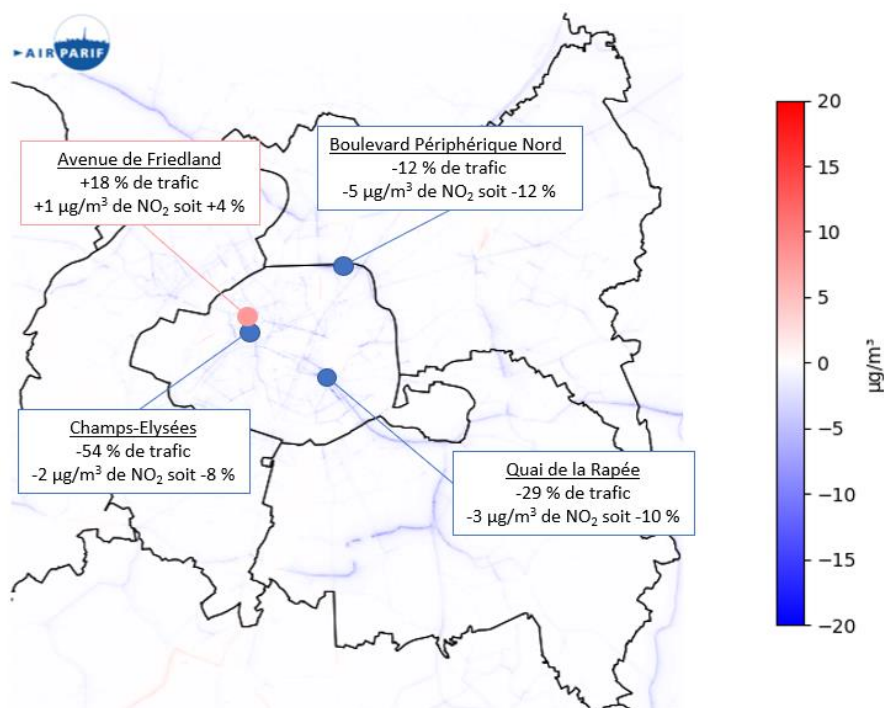 AIRPARIF
Avenue de Friedland
+18 % de trafic
+1 µg/m³ de NO₂ soit +4 %
Boulevard Périphérique Nord
-12 % de trafic
-5 µg/m³ de NO₂ soit -12 %
Champs-Elysées
-54 % de trafic
-2 µg/m³ de NO₂ soit -8 %
Quai de la Rapée
-29 % de trafic
-3 µg/m³ de NO₂ soit -10 %
20
15
10
5
0
−5
−10
−15
−20
µg/m³